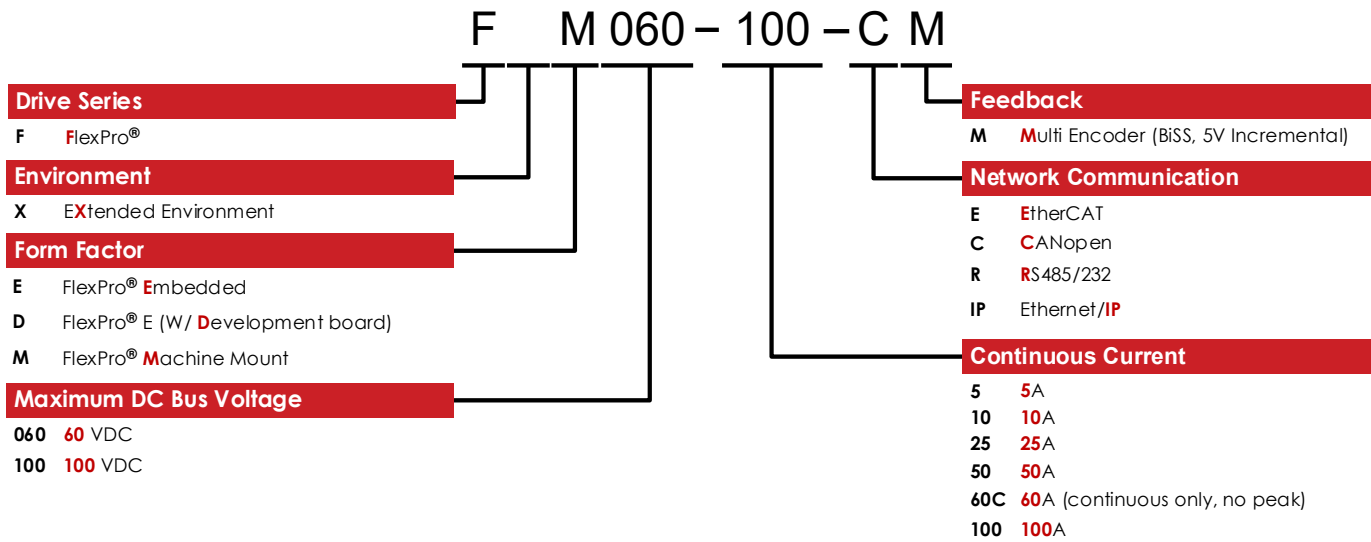 F M 060 – 100 – C M
Drive Series
F FlexPro®
Environment
X EXtended Environment
Form Factor
E FlexPro® Embedded
D FlexPro® E (W/ Development board)
M FlexPro® Machine Mount
Maximum DC Bus Voltage
060 60 VDC
100 100 VDC
Feedback
M Multi Encoder (BiSS, 5V Incremental)
Network Communication
E EtherCAT
C CANopen
R RS485/232
IP Ethernet/IP
Continuous Current
5 5A
10 10A
25 25A
50 50A
60C 60A (continuous only, no peak)
100 100A